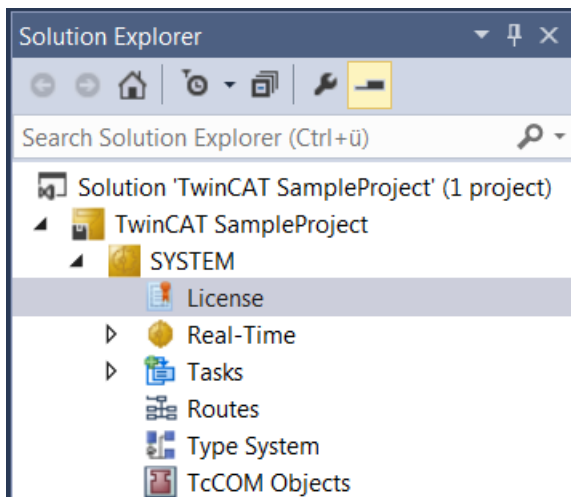 Solution Explorer
Search Solution Explorer (Ctrl+ü)
Solution 'TwinCAT SampleProject' (1 project)
TwinCAT SampleProject
SYSTEM
License
Real-Time
Tasks
Routes
Type System
TcCOM Objects